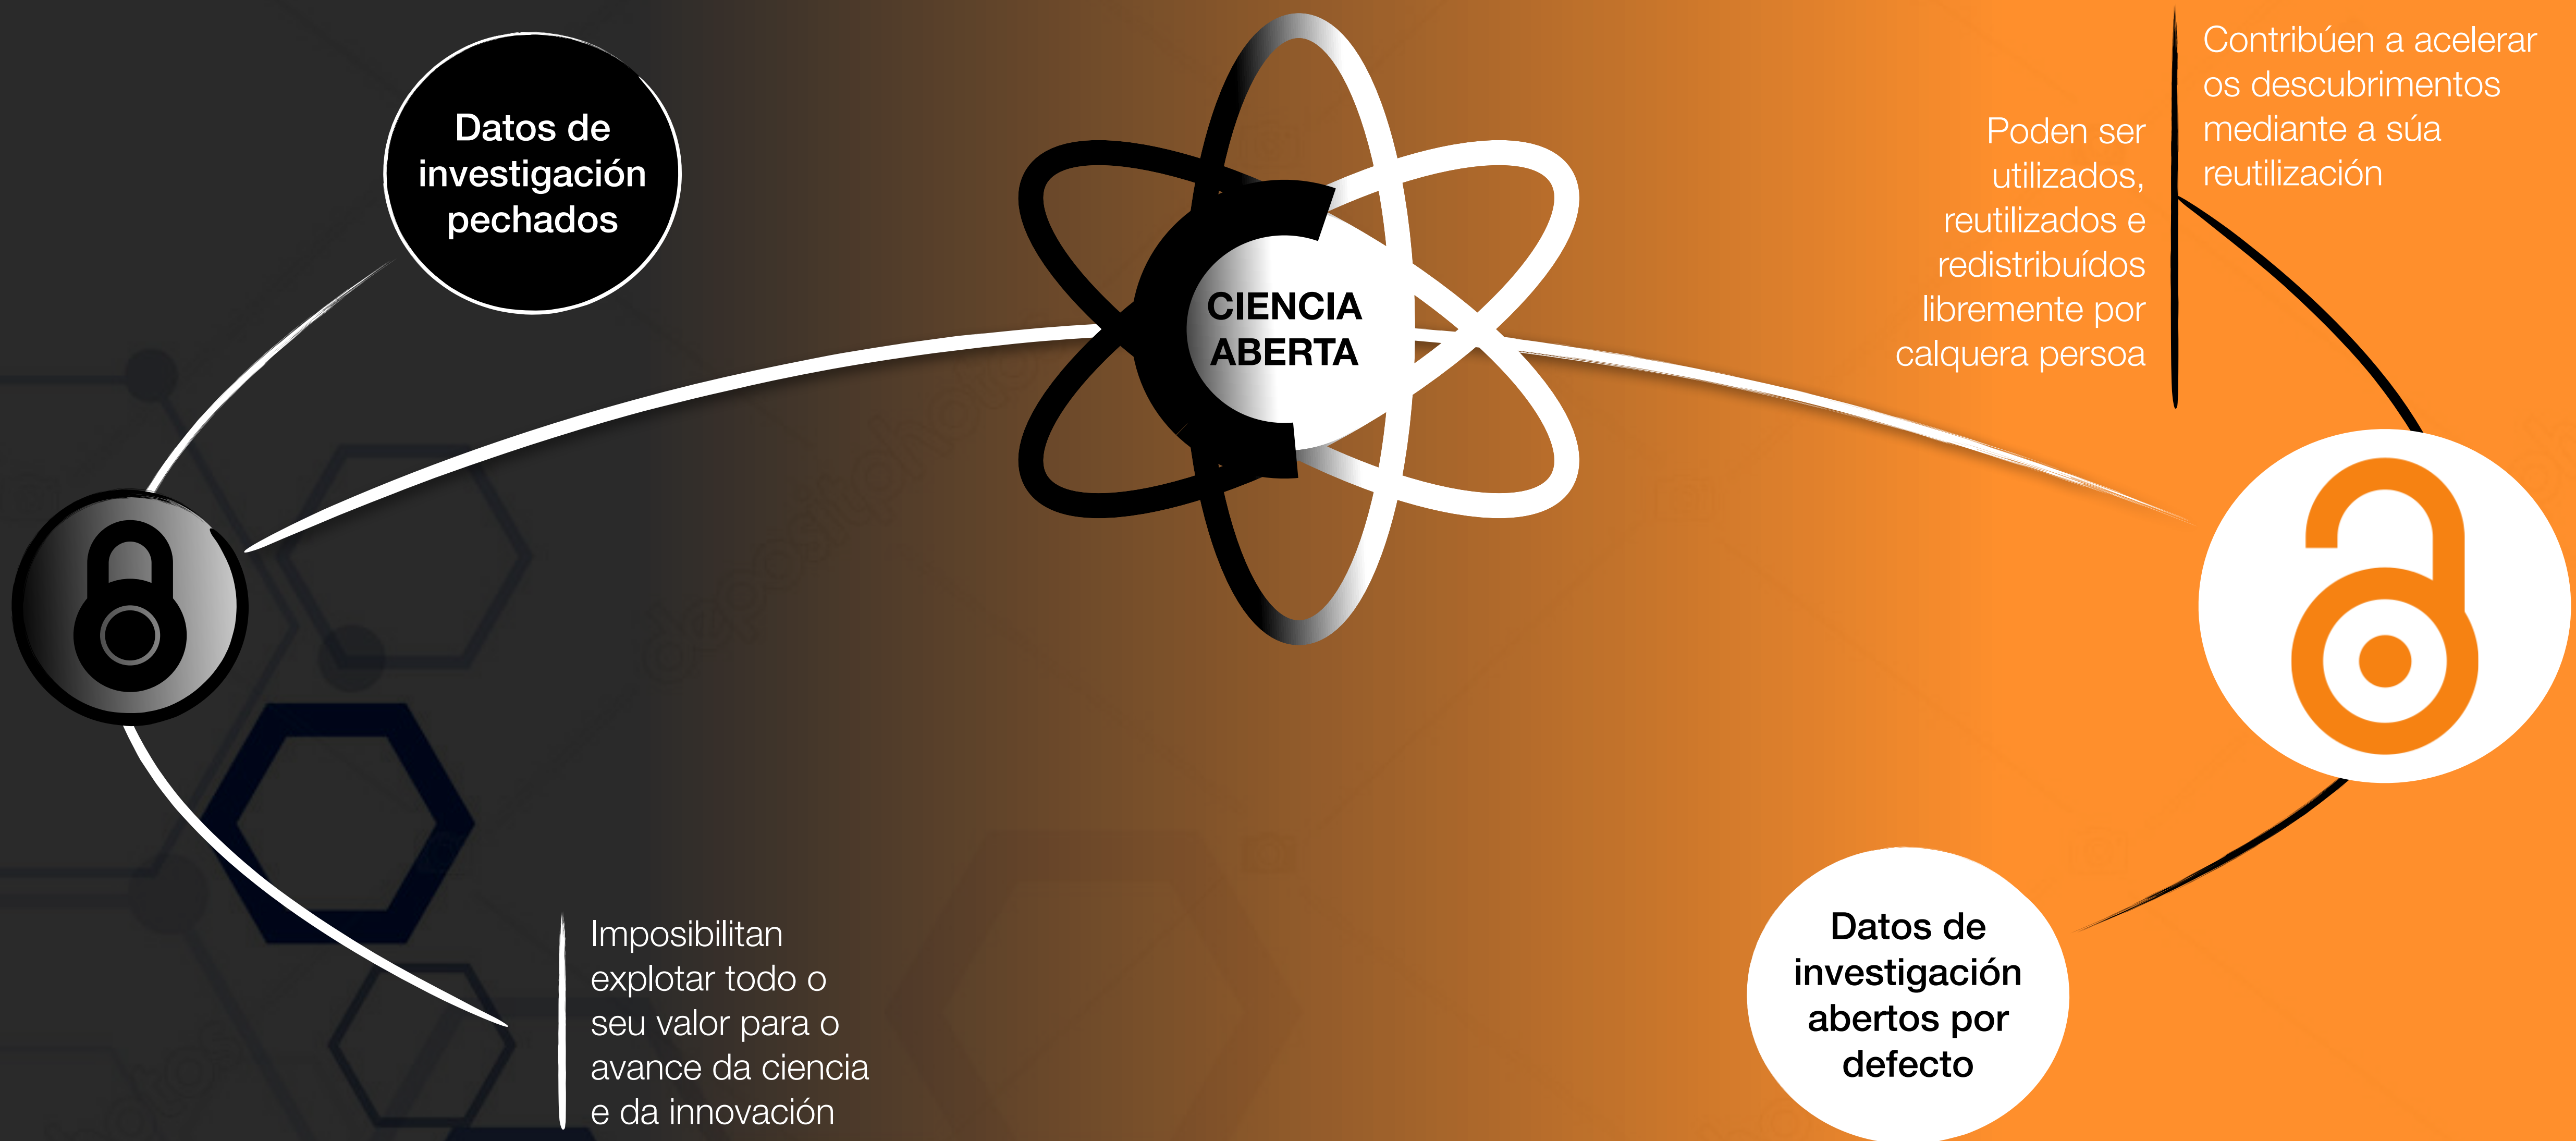 Datos de
investigación
pechados
CIENCIA
ABERTA
Poden ser
utilizados,
reutilizados e
redistribuídos
libremente por
calquera persoa
Contribúen a acelerar
os descubrimentos
mediante a súa
reutilización
Imposibilitan
explotar todo o
seu valor para o
avance da ciencia
e da innovación
Datos de
investigación
abertos por
defecto
depositphotos